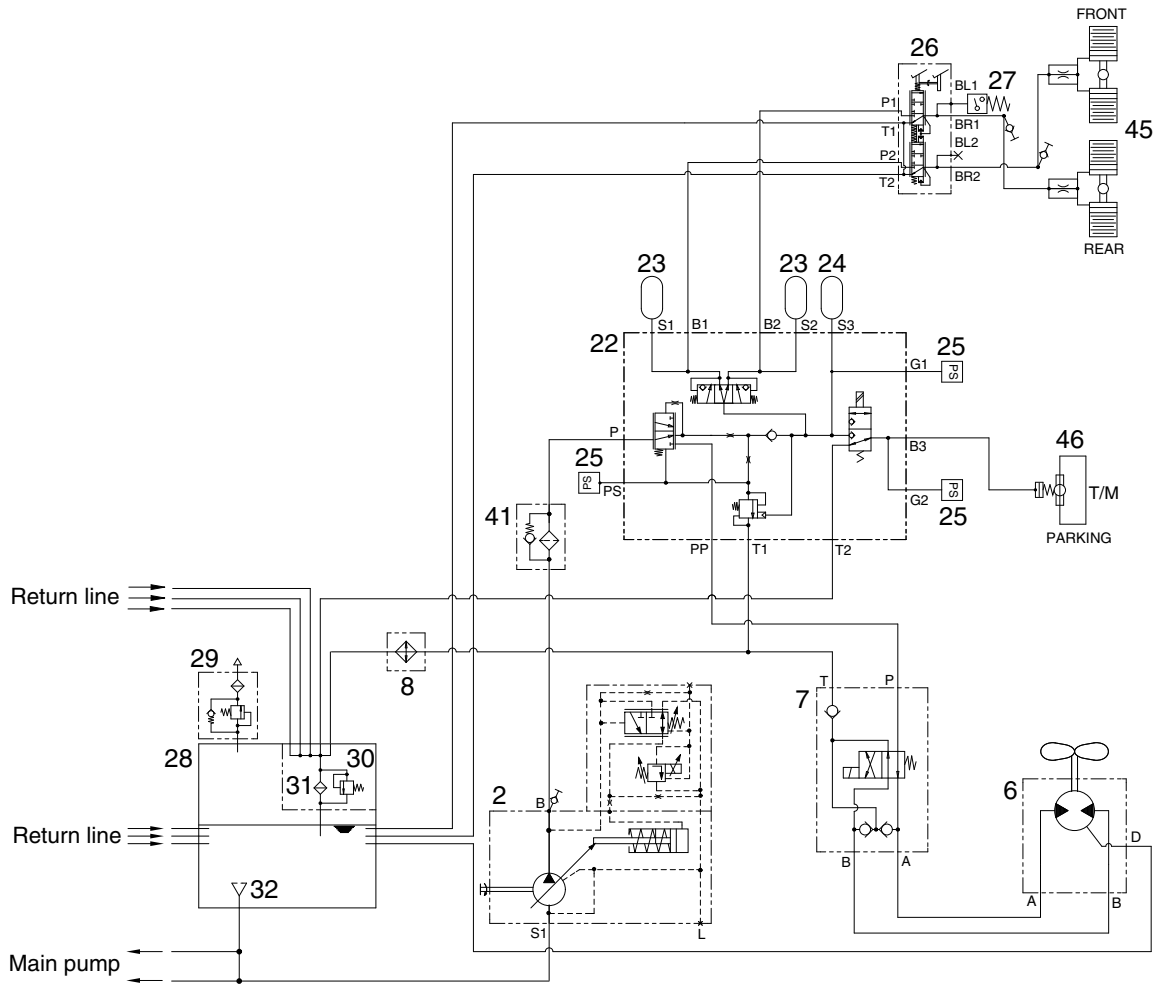 FRONT
26
BL1
27
P1
BR1
T1
BL2
45
P2
BR2
T2
REAR
23
23
24
S1
B1
B2
S2
S3
22
25
G1
PS
P
B3
46
25
PS
PS
PS
G2
T/M
41
25
PP
T1
T2
PARKING
Return line
29
8
T
P
7
28
30
31
2
B
6
Return line
D
B
A
32
A
B
S1
L
Main pump